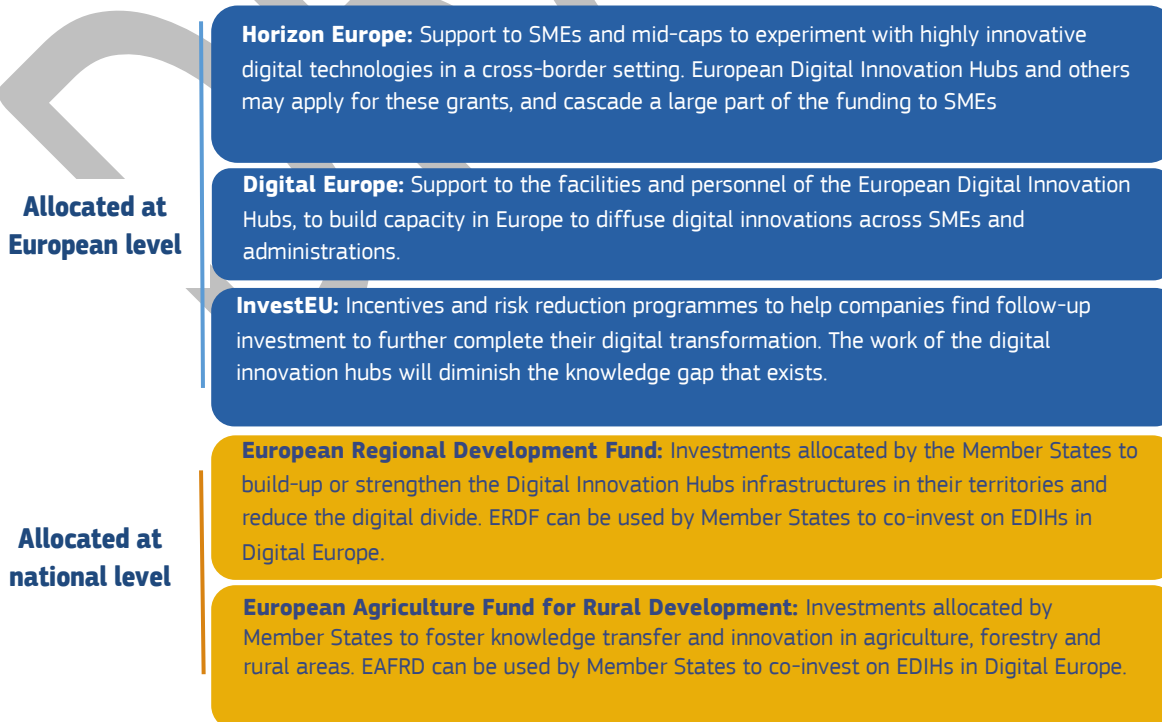 Allocated at
European level
Horizon Europe: Support to SMEs and mid-caps to experiment with highly innovative
digital technologies in a cross-border setting. European Digital Innovation Hubs and others
may apply for these grants, and cascade a large part of the funding to SMEs
Digital Europe: Support to the facilities and personnel of the European Digital Innovation
Hubs, to build capacity in Europe to diffuse digital innovations across SMEs and
administrations.
InvestEU: Incentives and risk reduction programmes to help companies find follow-up
investment to further complete their digital transformation. The work of the digital
innovation hubs will diminish the knowledge gap that exists.
Allocated at
national level
European Regional Development Fund: Investments allocated by the Member States to
build-up or strengthen the Digital Innovation Hubs infrastructures in their territories and
reduce the digital divide. ERDF can be used by Member States to co-invest on EDIHs in
Digital Europe.
European Agriculture Fund for Rural Development: Investments allocated by
Member States to foster knowledge transfer and innovation in agriculture, forestry and
rural areas. EAFRD can be used by Member States to co-invest on EDIHs in Digital Europe.